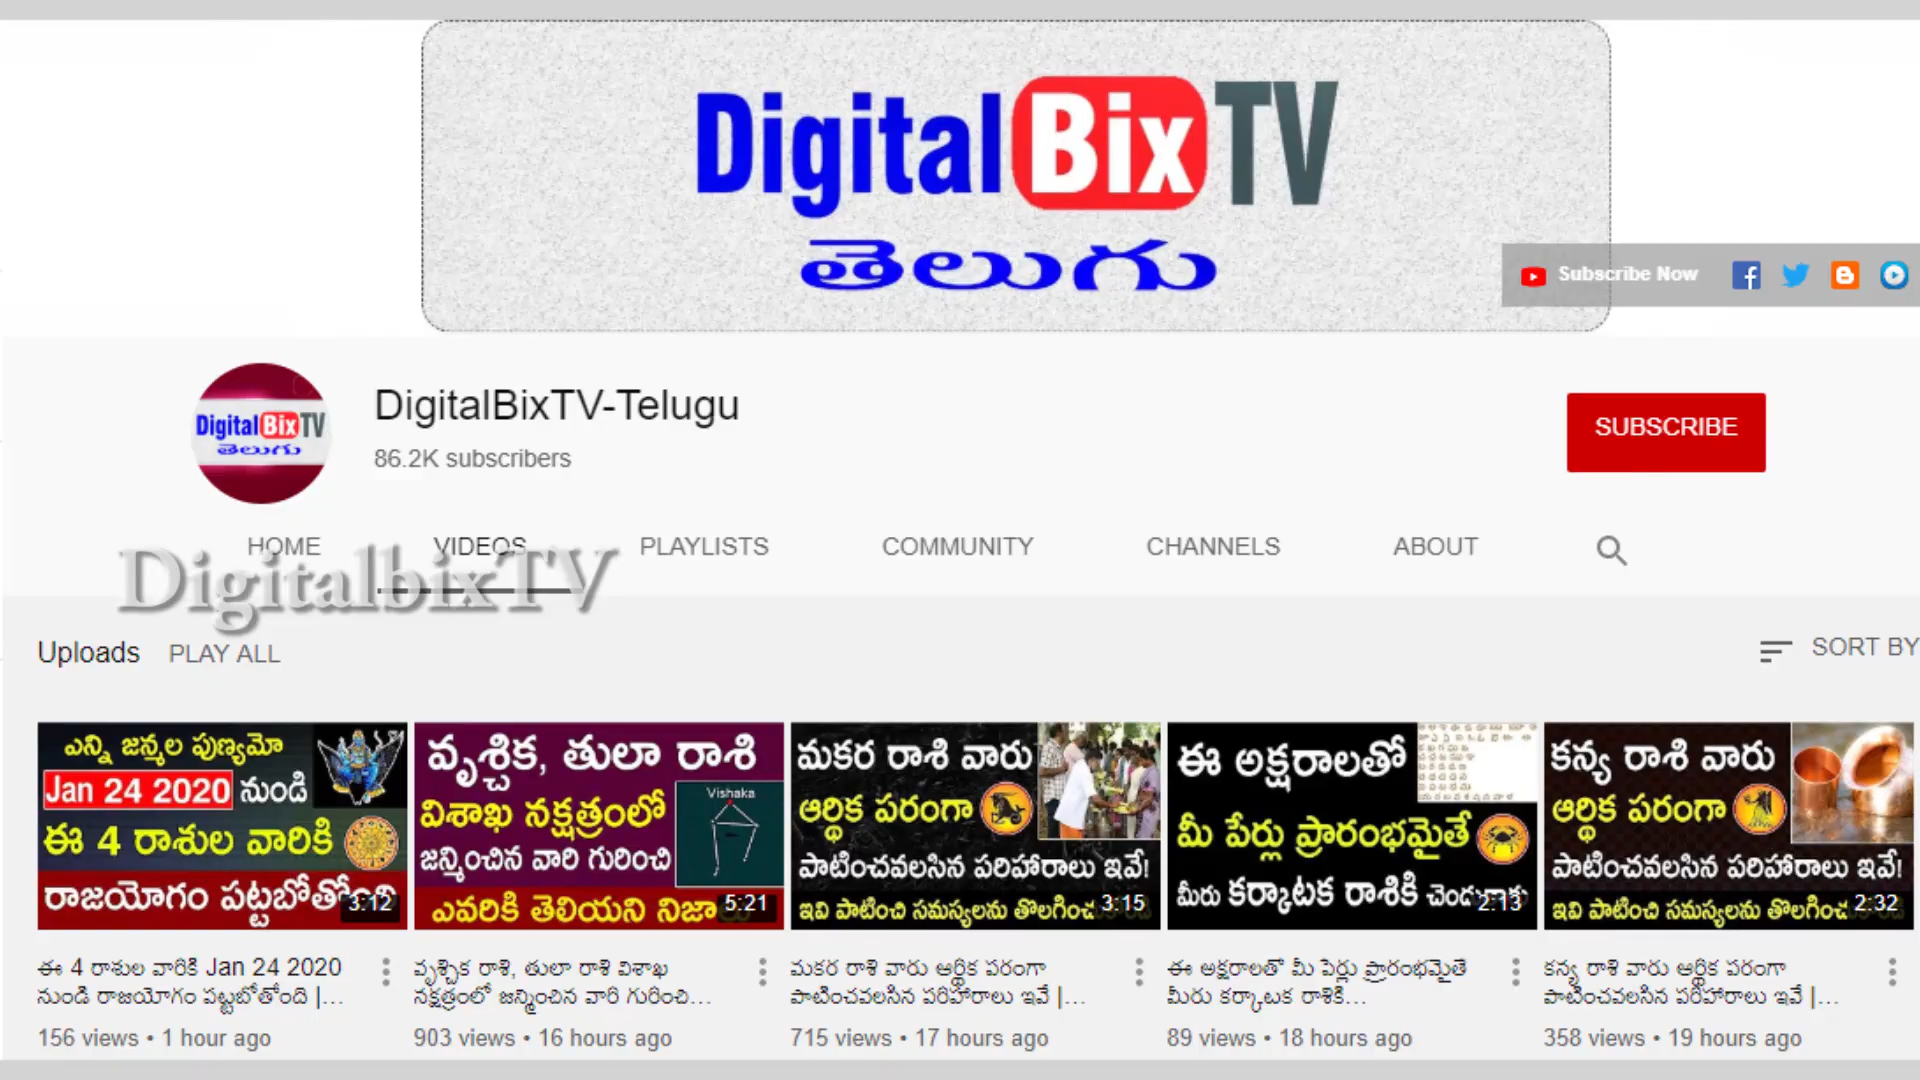 DigitalBixTV
తెలుగు
Subscribe Now
DigitalBixTV
తెలుగు
DigitalBixTV-Telugu
86.2K subscribers
SUBSCRIBE
HOME VIDEOS PLAYLISTS COMMUNITY CHANNELS ABOUT
DigitalbixTV
Uploads PLAY ALL
SORT BY
ఎన్ని జన్మల పుణ్యమో
Jan 24 2020 నుండి
ఈ 4 రాశుల వారికి
రాజయోగం పట్టబోతోంది
3:12
వృశ్చిక, తులా రాశి
విశాఖ నక్షత్రంలో
జన్మించిన వారి గురించి
ఎవరికి తెలియని నిజాలు
Vishaka
5:21
మకర రాశి వారు
ఆర్థిక పరంగా
పాటించవలసిన పరిహారాలు ఇవే!
ఇవి పాటించి సమస్యలను తొలగించు
3:15
ఈ అక్షరాలతో
మీ పేర్లు ప్రారంభమైతే
మీరు కర్కాటక రాశికి చెందు
2:13
కన్య రాశి వారు
ఆర్థిక పరంగా
పాటించవలసిన పరిహారాలు ఇవే!
ఇవి పాటించి సమస్యలను తొలగించు
2:32
ఈ 4 రాశుల వారికి Jan 24 2020
నుండి రాజయోగం పట్టబోతోంది |...
156 views • 1 hour ago
వృశ్చిక రాశి, తులా రాశి విశాఖ
నక్షత్రంలో జన్మించిన వారి గురించి...
903 views • 16 hours ago
మకర రాశి వారు ఆర్థిక పరంగా
పాటించవలసిన పరిహారాలు ఇవే |...
715 views • 17 hours ago
ఈ అక్షరాలతో మీ పేర్లు ప్రారంభమైతే
మీరు కర్కాటక రాశికి...
89 views • 18 hours ago
కన్య రాశి వారు ఆర్థిక పరంగా
పాటించవలసిన పరిహారాలు ఇవే |...
358 views • 19 hours ago